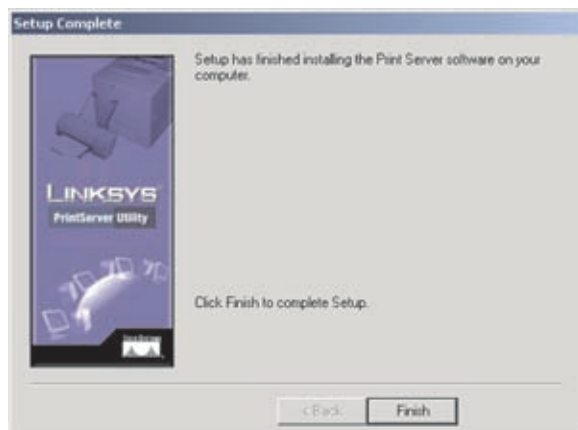 Setup Complete
Setup has finished installing the Print Server software on your
computer.
LINKSYS
PrintServer Utility
Click Finish to complete Setup.
< Back
Finish